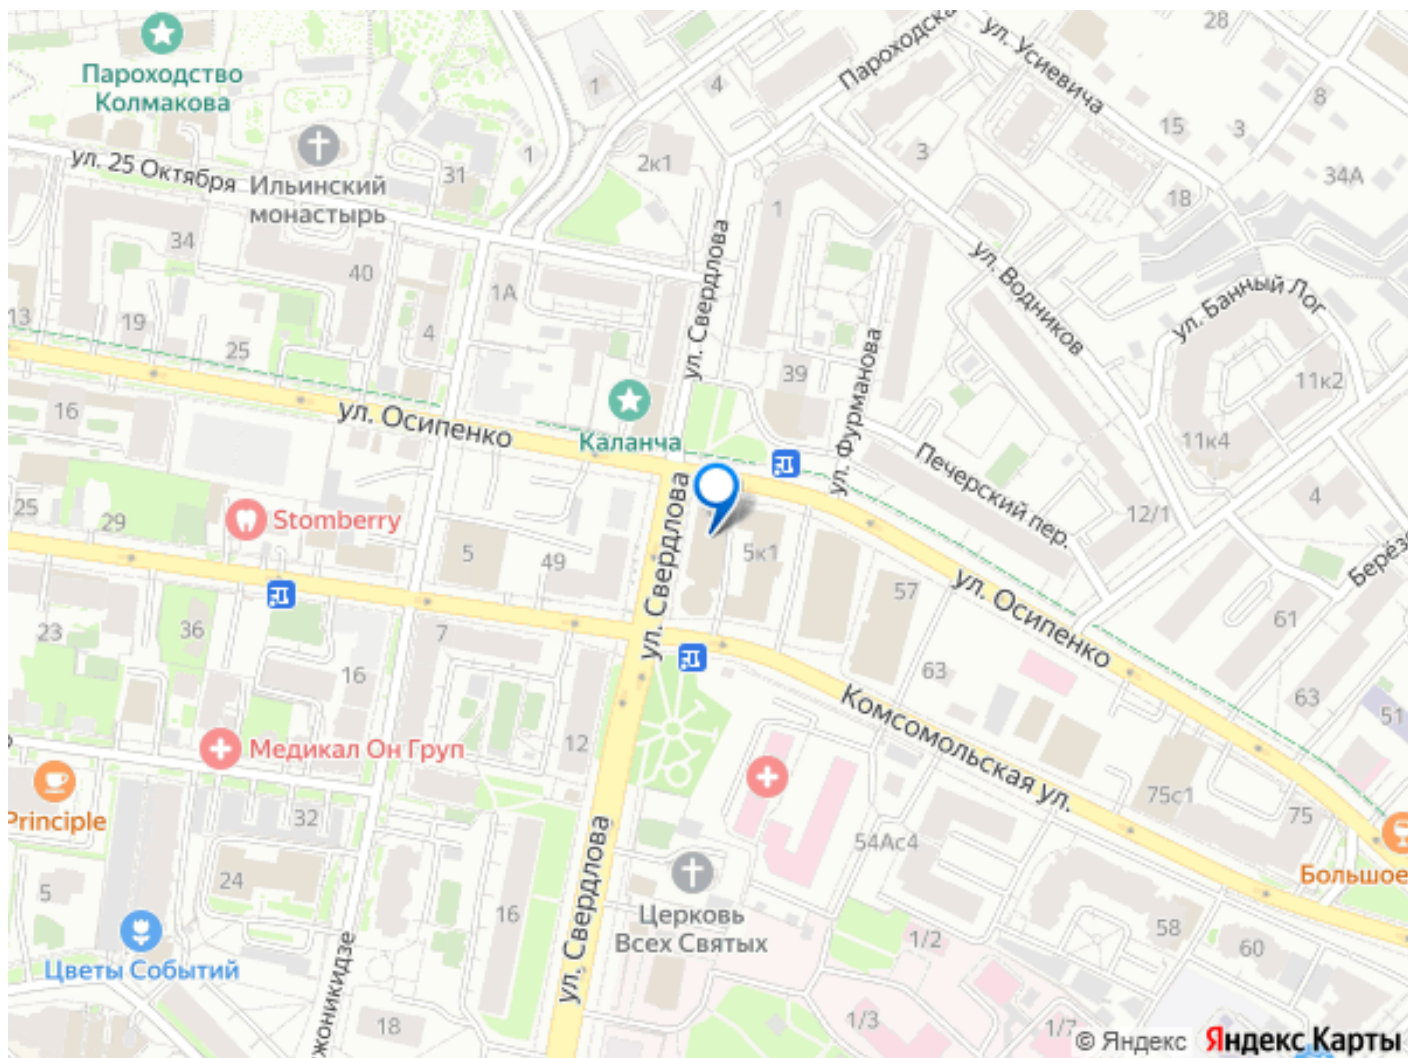 Пароходство
Колмакова
ул. 25 Октября
Ильинский
монастырь
31
1
1
4
2к1
Пароходска
ул. Усиевича
28
8
15
3
3
34А
18
34
40
1А
1
ул. Свердлова
ул. Водников
ул. Банный Лог
13
19
25
4
16
ул. Осипенко
Каланча
39
ул. Фурманова
11к2
11к4
Печерский пер.
12/1
4
Берёзо
25
29
Stomberry
5
49
ул. Свердлова
5к1
57
ул. Осипенко
61
63
63
51
23
36
7
16
Медикал Он Груп
12
Комсомольская ул.
75с1
75
Principle
32
54Ас4
Большое
5
24
16
ул. Свердлова
Церковь
Всех Святых
1/2
58
60
Цветы Событий
жоникидзе
18
1/3
1/7
© Яндекс Яндекс Карты